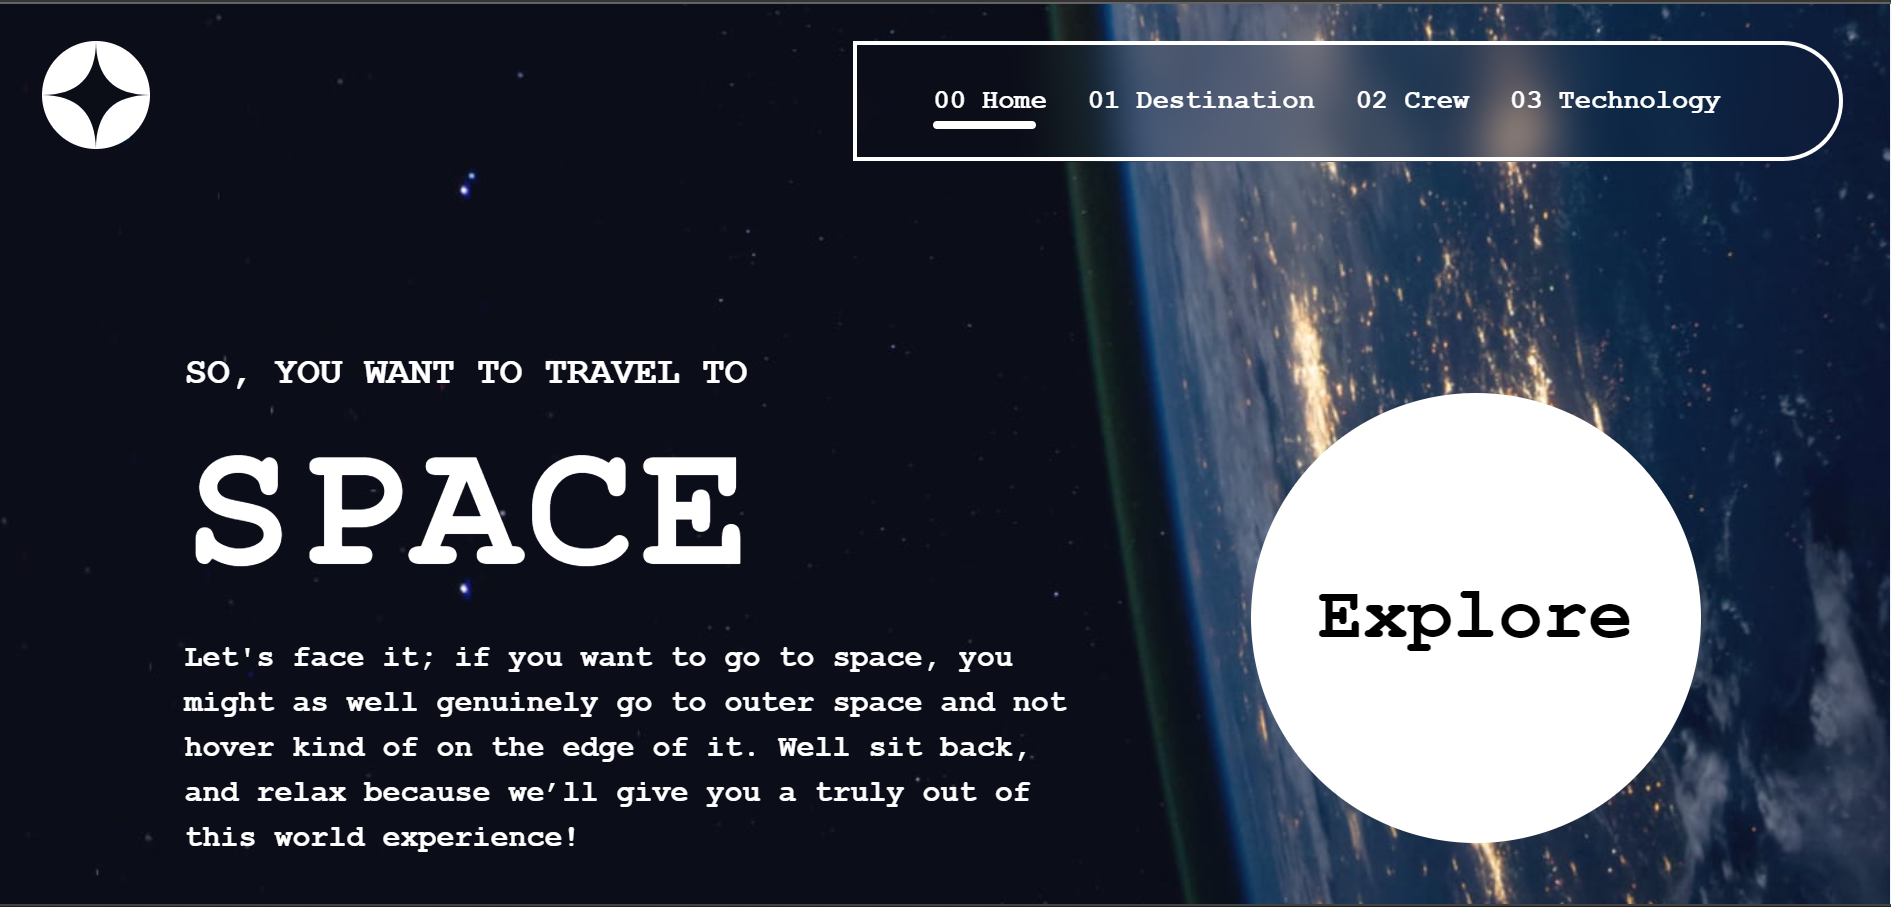 00 Home 01 Destination 02 Crew 03 Technology
SO, YOU WANT TO TRAVEL TO
SPACE
Let's face it; if you want to go to space, you
might as well genuinely go to outer space and not
hover kind of on the edge of it. Well sit back,
and relax because we’ll give you a truly out of
this world experience!
Explore